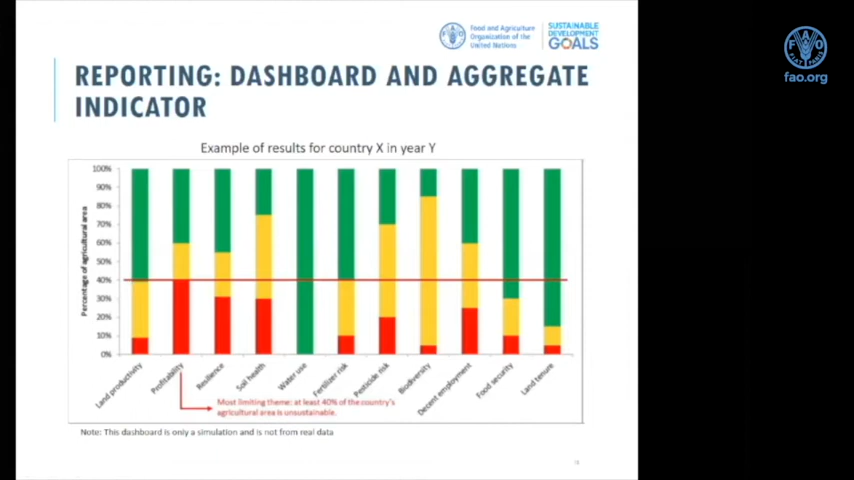 Food and Agriculture
Organization of the
United Nations
SUSTAINABLE
DEVELOPMENT
GOALS
FAO
FIAT PANIS
fao.org
REPORTING: DASHBOARD AND AGGREGATE
INDICATOR
Example of results for country X in year Y
Percentage of agricultural area
100%
90%
80%
70%
60%
50%
40%
30%
20%
10%
0%
Land productivity
Profitability
Resilience
Soil health
Water use
Fertilizer risk
Pesticide risk
Biodiversity
Decent employment
Food security
Land tenure
Most limiting theme: at least 40% of the country's
agricultural area is unsustainable.
Note: This dashboard is only a simulation and is not from real data